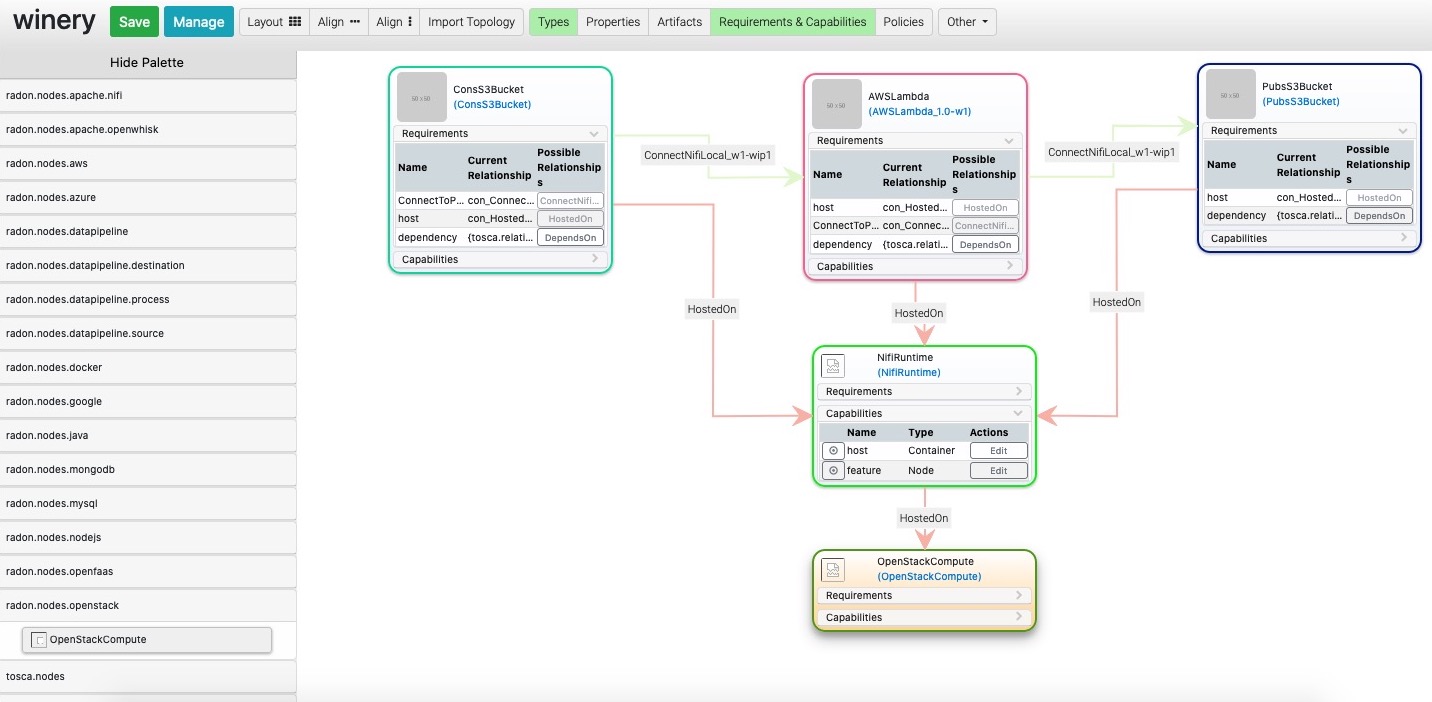 winery Save Manage Layout Align Align Import Topology Types Properties Artifacts Requirements & Capabilities Policies Other
Hide Palette
radon.nodes.apache.nifi
radon.nodes.apache.openwhisk
radon.nodes.aws
radon.nodes.azure
radon.nodes.datapipeline
radon.nodes.datapipeline.destination
radon.nodes.datapipeline.process
radon.nodes.datapipeline.source
radon.nodes.docker
radon.nodes.google
radon.nodes.java
radon.nodes.mongodb
radon.nodes.mysql
radon.nodes.nodejs
radon.nodes.openfaas
radon.nodes.openstack
OpenStackCompute
tosca.nodes
50 x 50
ConsS3Bucket
(ConsS3Bucket)
Requirements
Name Current Relationship Possible Relationships
ConnectToP... con_Connec... ConnectNifi...
host con_Hosted... HostedOn
dependency {tosca.relati... DependsOn
Capabilities
ConnectNifiLocal_w1-wip1
50 x 50
AWSLambda
(AWSLambda_1.0-w1)
Requirements
Name Current Relationship Possible Relationships
host con_Hosted... HostedOn
ConnectToP... con_Connec... ConnectNifi...
dependency {tosca.relati... DependsOn
Capabilities
ConnectNifiLocal_w1-wip1
50 x 50
PubsS3Bucket
(PubsS3Bucket)
Requirements
Name Current Relationship Possible Relationships
host con_Hosted... HostedOn
dependency {tosca.relati... DependsOn
Capabilities
HostedOn
HostedOn
HostedOn
NifiRuntime
(NifiRuntime)
Requirements
Capabilities
Name Type Actions
host Container Edit
feature Node Edit
HostedOn
OpenStackCompute
(OpenStackCompute)
Requirements
Capabilities